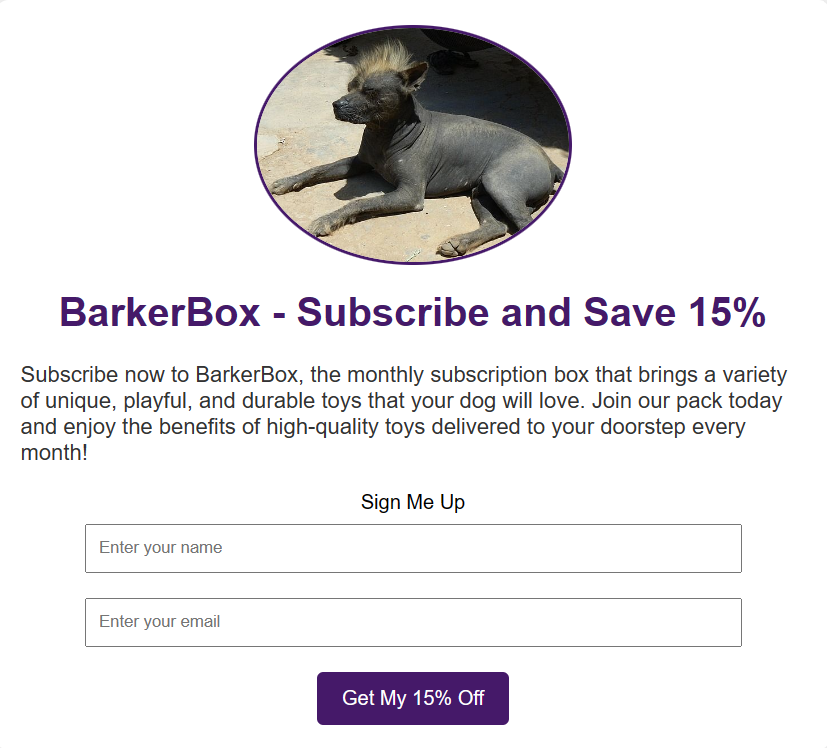 BarkerBox - Subscribe and Save 15%
Subscribe now to BarkerBox, the monthly subscription box that brings a variety
of unique, playful, and durable toys that your dog will love. Join our pack today
and enjoy the benefits of high-quality toys delivered to your doorstep every
month!
Sign Me Up
Enter your name
Enter your email
Get My 15% Off